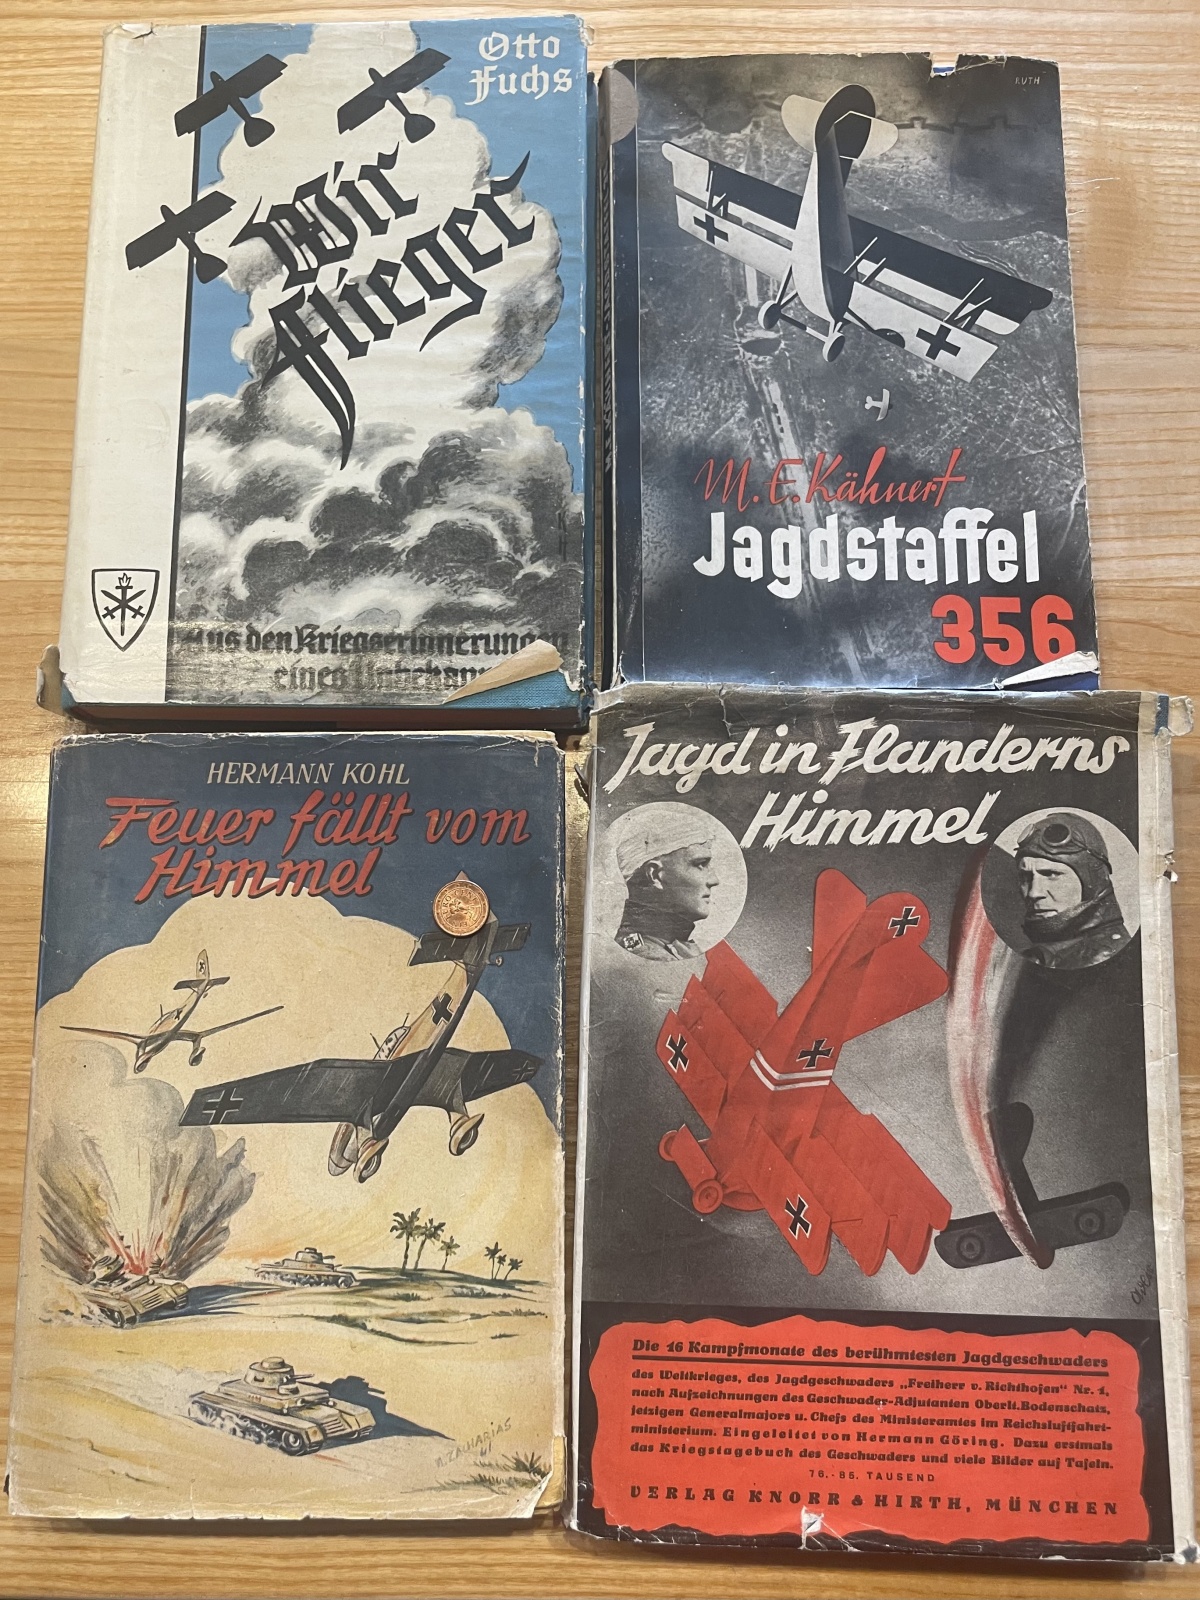 Otto
Fuchs
Wir
Flieger
Aus den Kriegserinnerungen
eines
KUTH
M. E. Kähnert
Jagdstaffel
356
HERMANN KOHL
Feuer fällt vom
Himmel
Jagd in Flanderns
Himmel
Die 16 Kampfmonate des berühmtesten Jagdgeschwaders
des Weltkrieges, des Jagdgeschwaders „Freiherr v. Richthofen“ Nr. 1,
nach Aufzeichnungen des Geschwader-Adjutanten Oberlt. Bodenschatz,
jetzigen Generalmajors u. Chefs des Ministeramtes im Reichsluftfahrt-
ministerium. Eingeleitet von Hermann Göring. Dazu erstmals
das Kriegstagebuch des Geschwaders und viele Bilder auf Tafeln.
76.-85. TAUSEND
VERLAG KNORR & HIRTH, MÜNCHEN